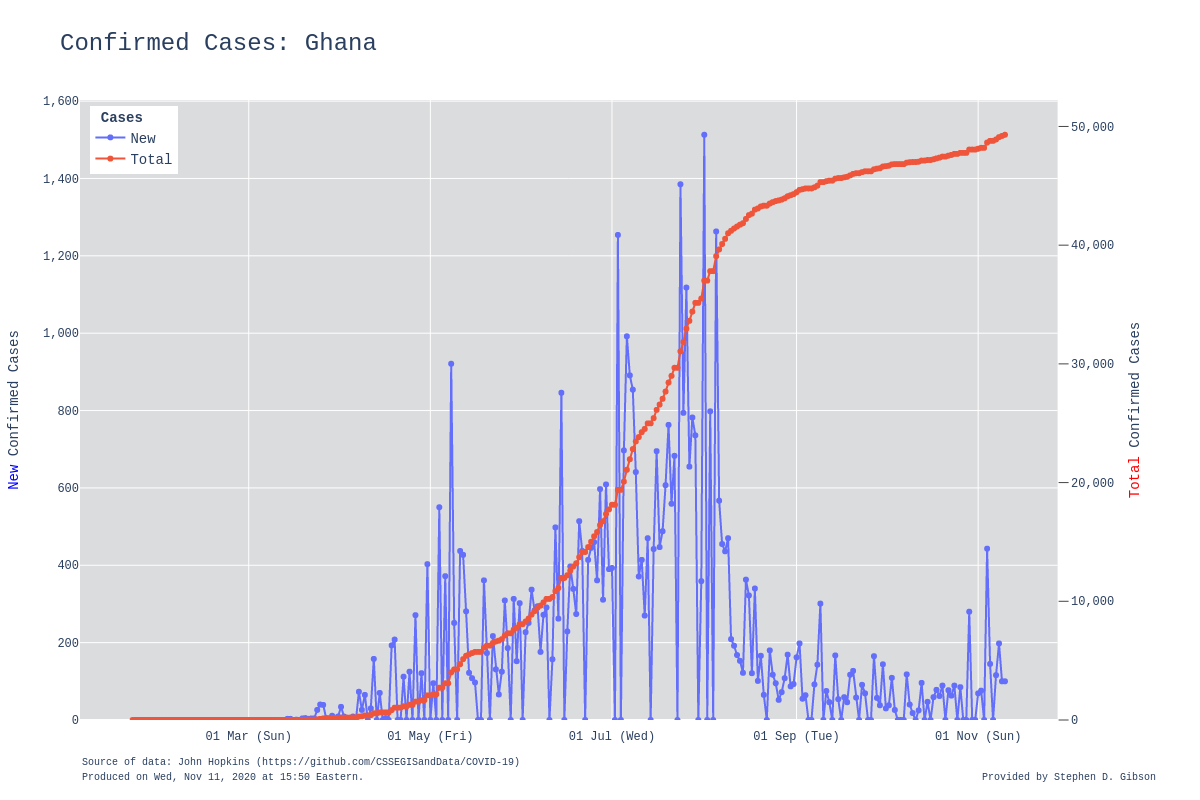 Confirmed Cases: Ghana
Cases
New
Total
1,600
1,400
1,200
1,000
800
600
400
200
0
New Confirmed Cases
50,000
40,000
30,000
20,000
10,000
0
Total Confirmed Cases
01 Mar (Sun) 01 May (Fri) 01 Jul (Wed) 01 Sep (Tue) 01 Nov (Sun)
Source of data: John Hopkins (https://github.com/CSSEGISandData/COVID-19)
Produced on Wed, Nov 11, 2020 at 15:50 Eastern.
Provided by Stephen D. Gibson